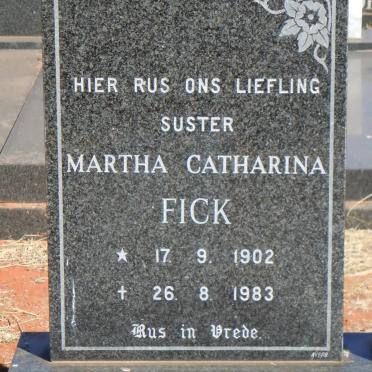 HIER RUS ONS LIEFLING
SUSTER
MARTHA CATHARINA
FICK
★ 17. 9. 1902
✝ 26. 8. 1983
Rus in Vrede.